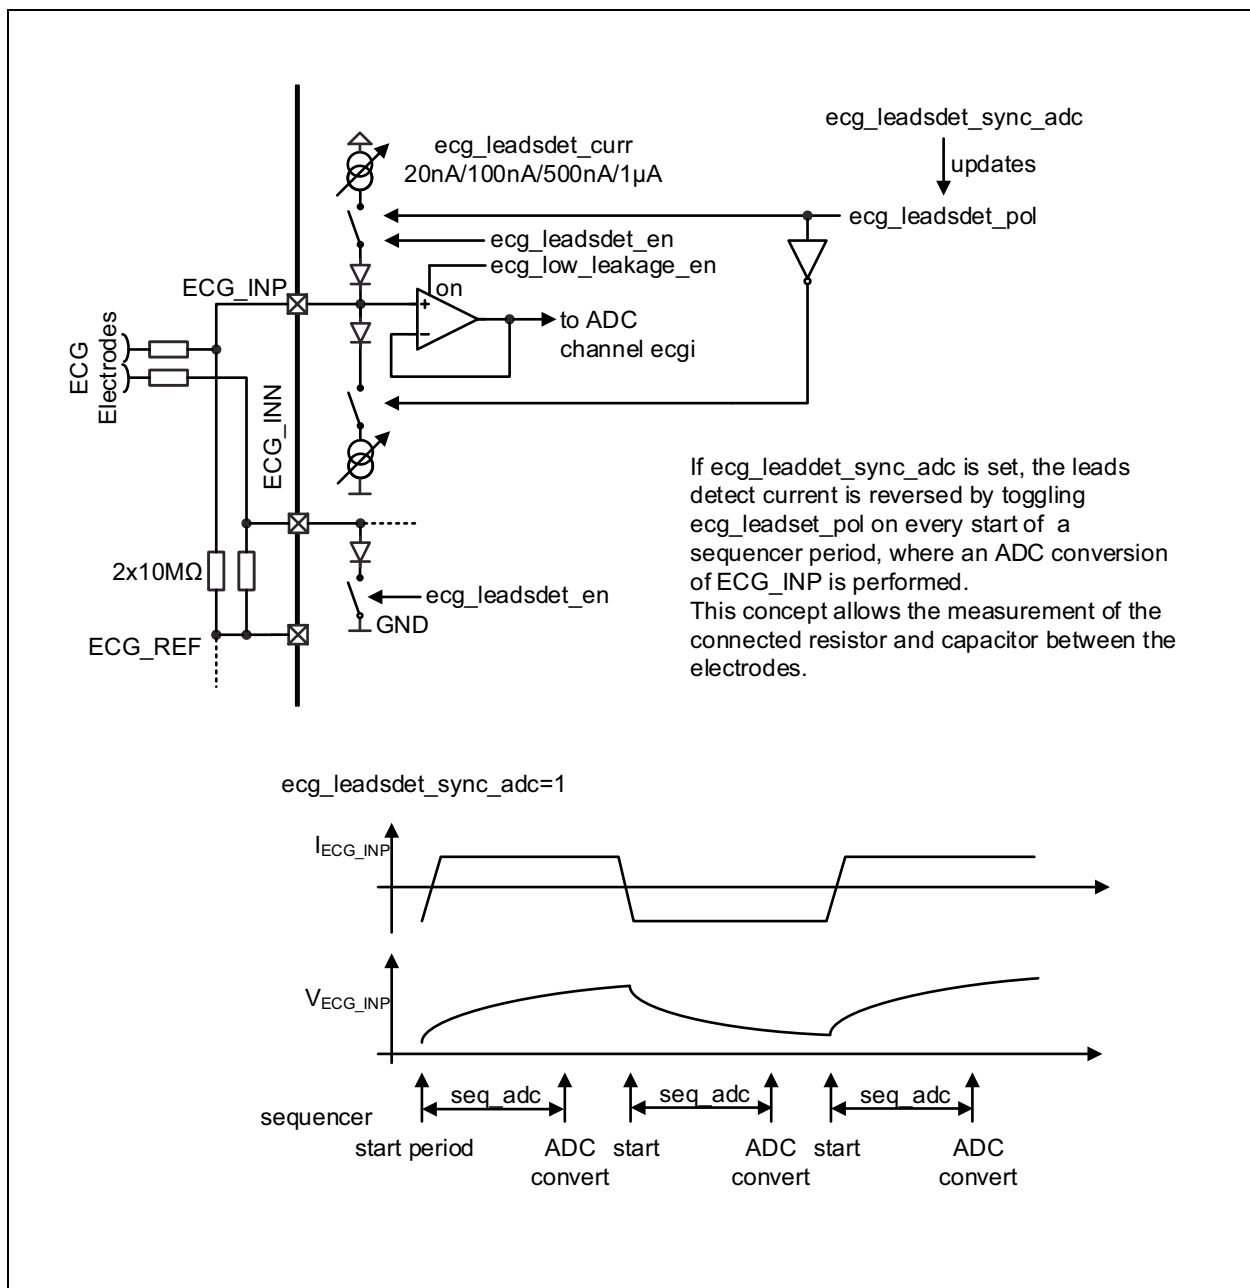 ecg_leadsdet_sync_adc
ecg_leadsdet_curr
20nA/100nA/500nA/1µA
updates
ecg_leadsdet_pol
ecg_leadsdet_en
ecg_low_leakage_en
ECG_INP
on
+
−
to ADC
channel ecgi
ECG
Electrodes
ECG_INN
If ecg_leaddet_sync_adc is set, the leads
detect current is reversed by toggling
ecg_leadset_pol on every start of a
sequencer period, where an ADC conversion
of ECG_INP is performed.
This concept allows the measurement of the
connected resistor and capacitor between the
electrodes.
2x10MΩ
ecg_leadsdet_en
GND
ECG_REF
ecg_leadsdet_sync_adc=1
IECG_INP
VECG_INP
seq_adc seq_adc seq_adc
sequencer
start period ADC start ADC start ADC
convert convert convert